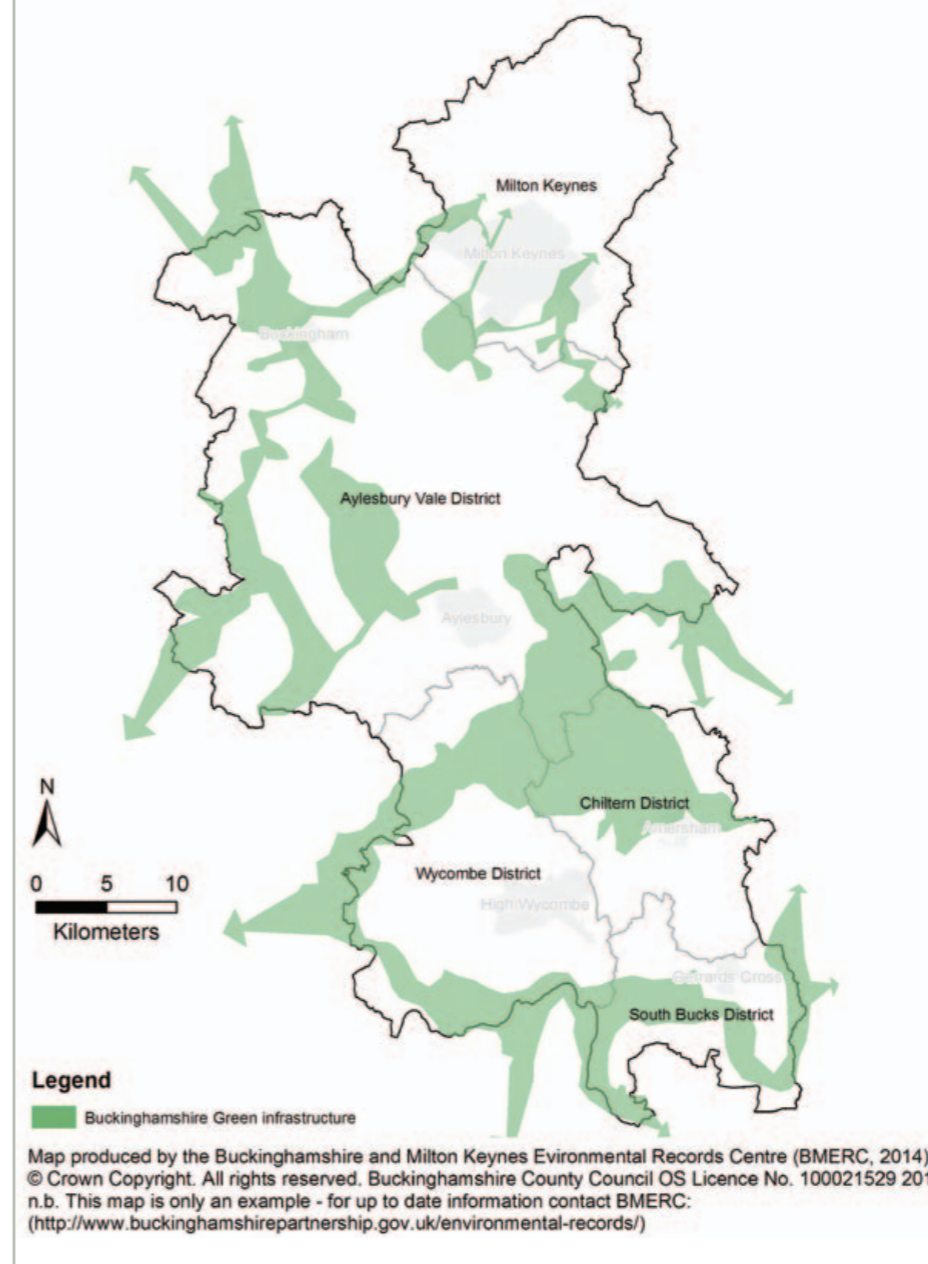 Milton Keynes
Milton Keynes
Buckingham
Aylesbury Vale District
Aylesbury
N
Chiltern District
Amersham
0 5 10
Kilometers
Wycombe District
High Wycombe
Gerrards Cross
South Bucks District
Legend
Buckinghamshire Green infrastructure
Map produced by the Buckinghamshire and Milton Keynes Evironmental Records Centre (BMERC, 2014)
© Crown Copyright. All rights reserved. Buckinghamshire County Council OS Licence No. 100021529 201
n.b. This map is only an example - for up to date information contact BMERC:
(http://www.buckinghamshirepartnership.gov.uk/environmental-records/)